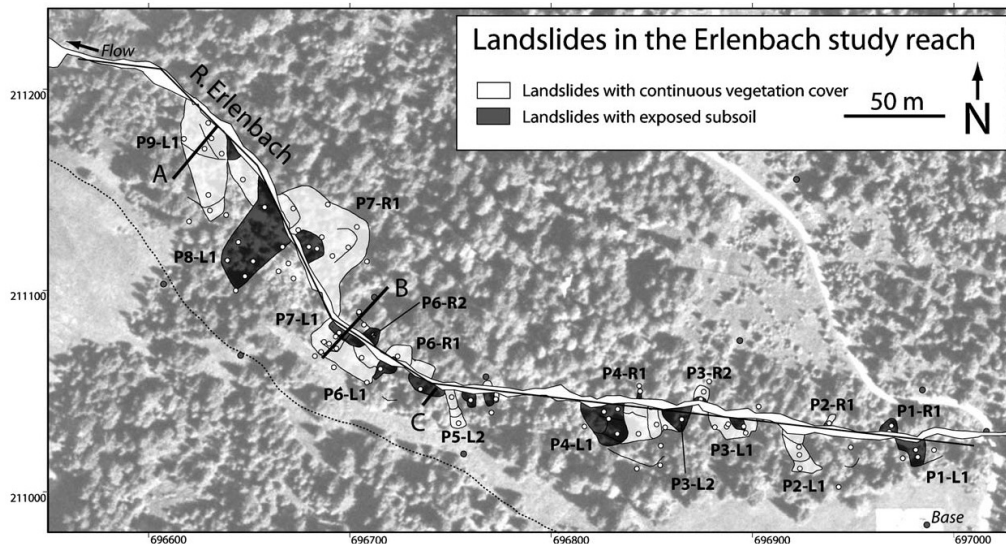 Landslides in the Erlenbach study reach
Landslides with continuous vegetation cover
Landslides with exposed subsoil
50 m
N
Flow
R. Erlenbach
211200
P9-L1
A
P7-R1
P8-L1
211100
B
P7-L1
P6-R2
P6-R1
P6-L1
C
P5-L2
P4-R1
P3-R2
P4-L1
P3-L2
P3-L1
P2-R1
P2-L1
P1-R1
P1-L1
211000
Base
696600
696700
696800
696900
697000